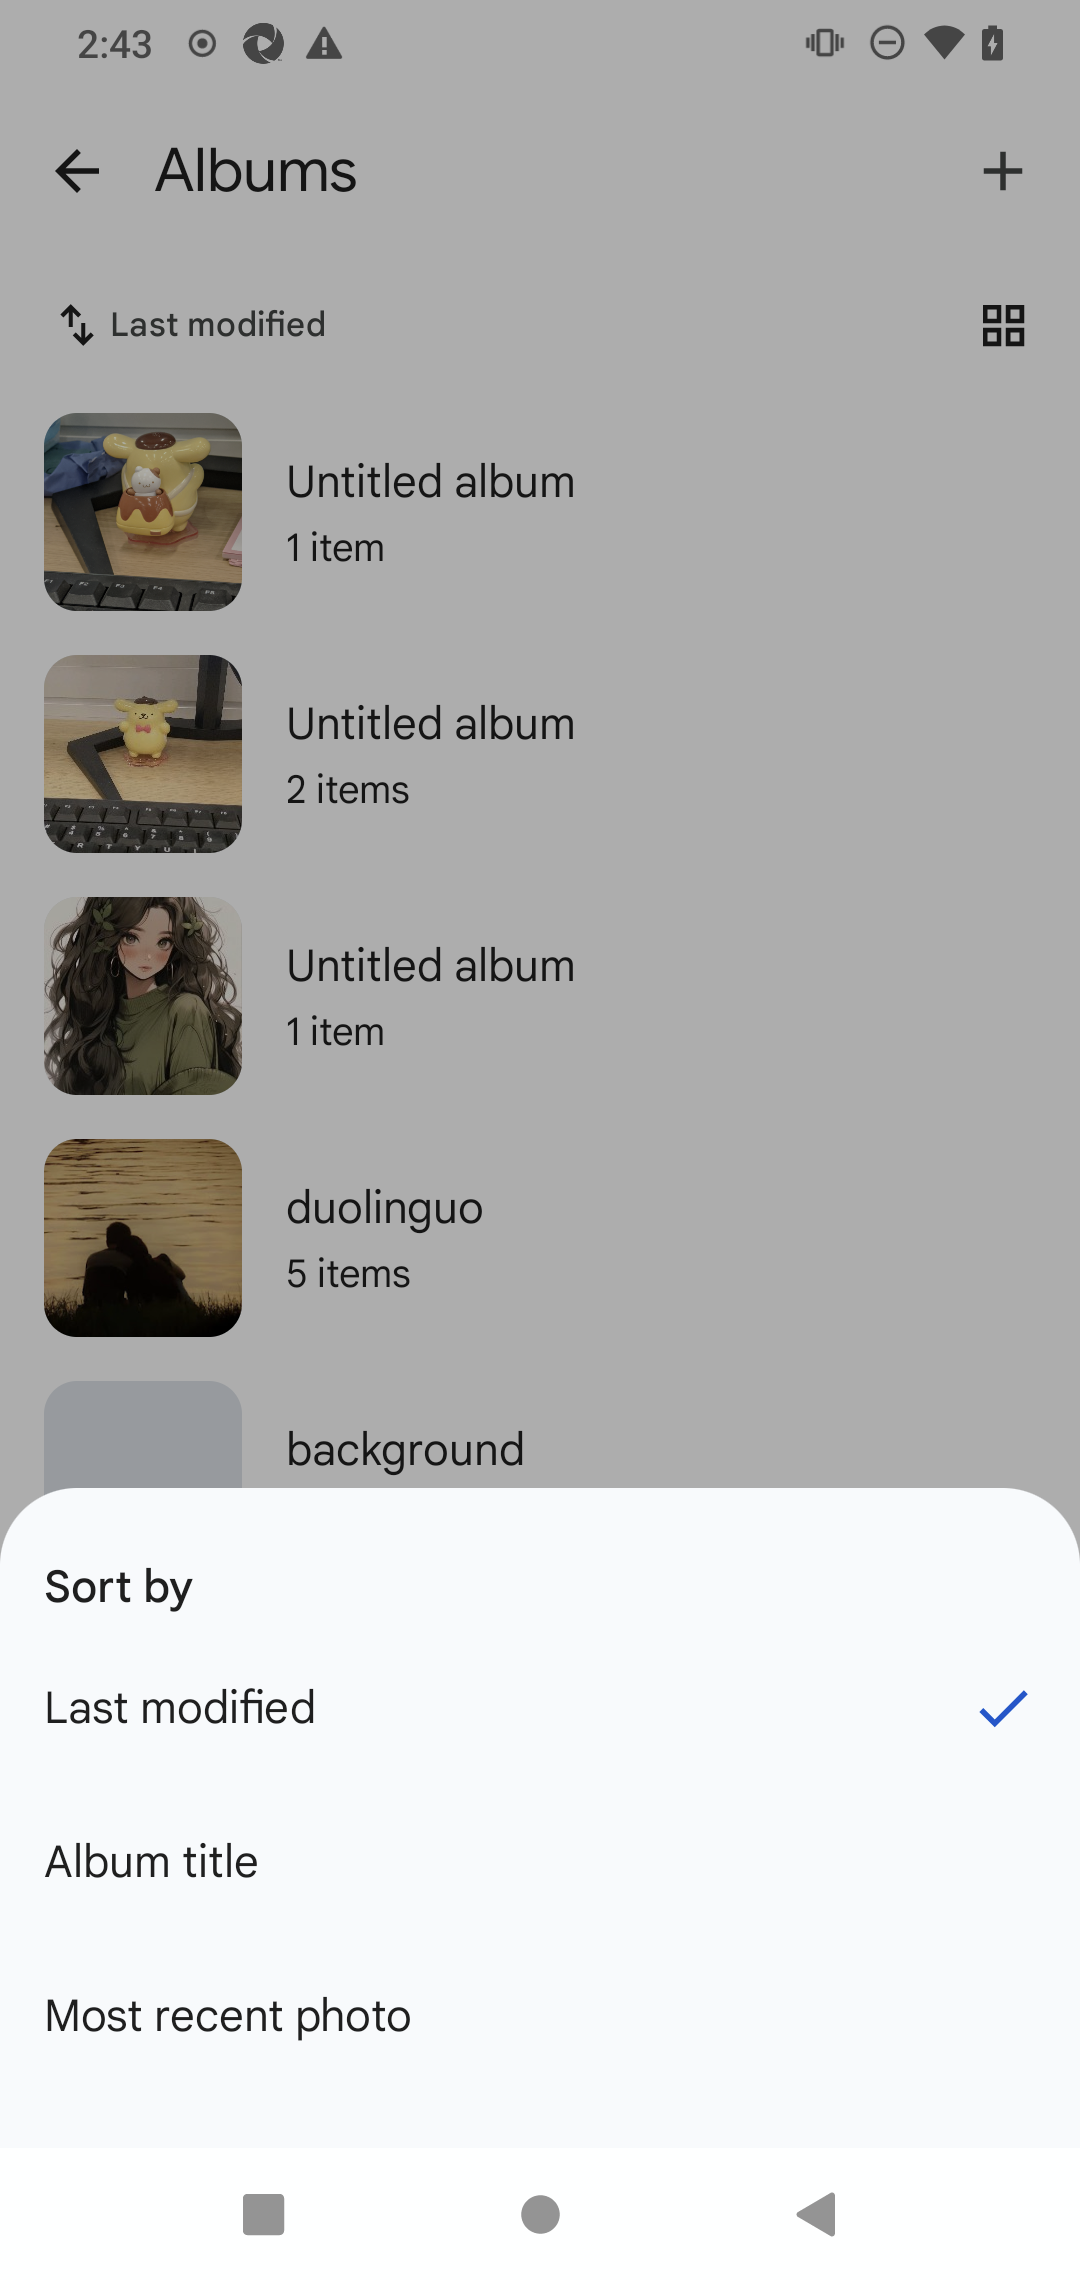 2:43
Albums
Last modified
Untitled album
1 item
Untitled album
2 items
Untitled album
1 item
duolinguo
5 items
background
Sort by
Last modified
Album title
Most recent photo